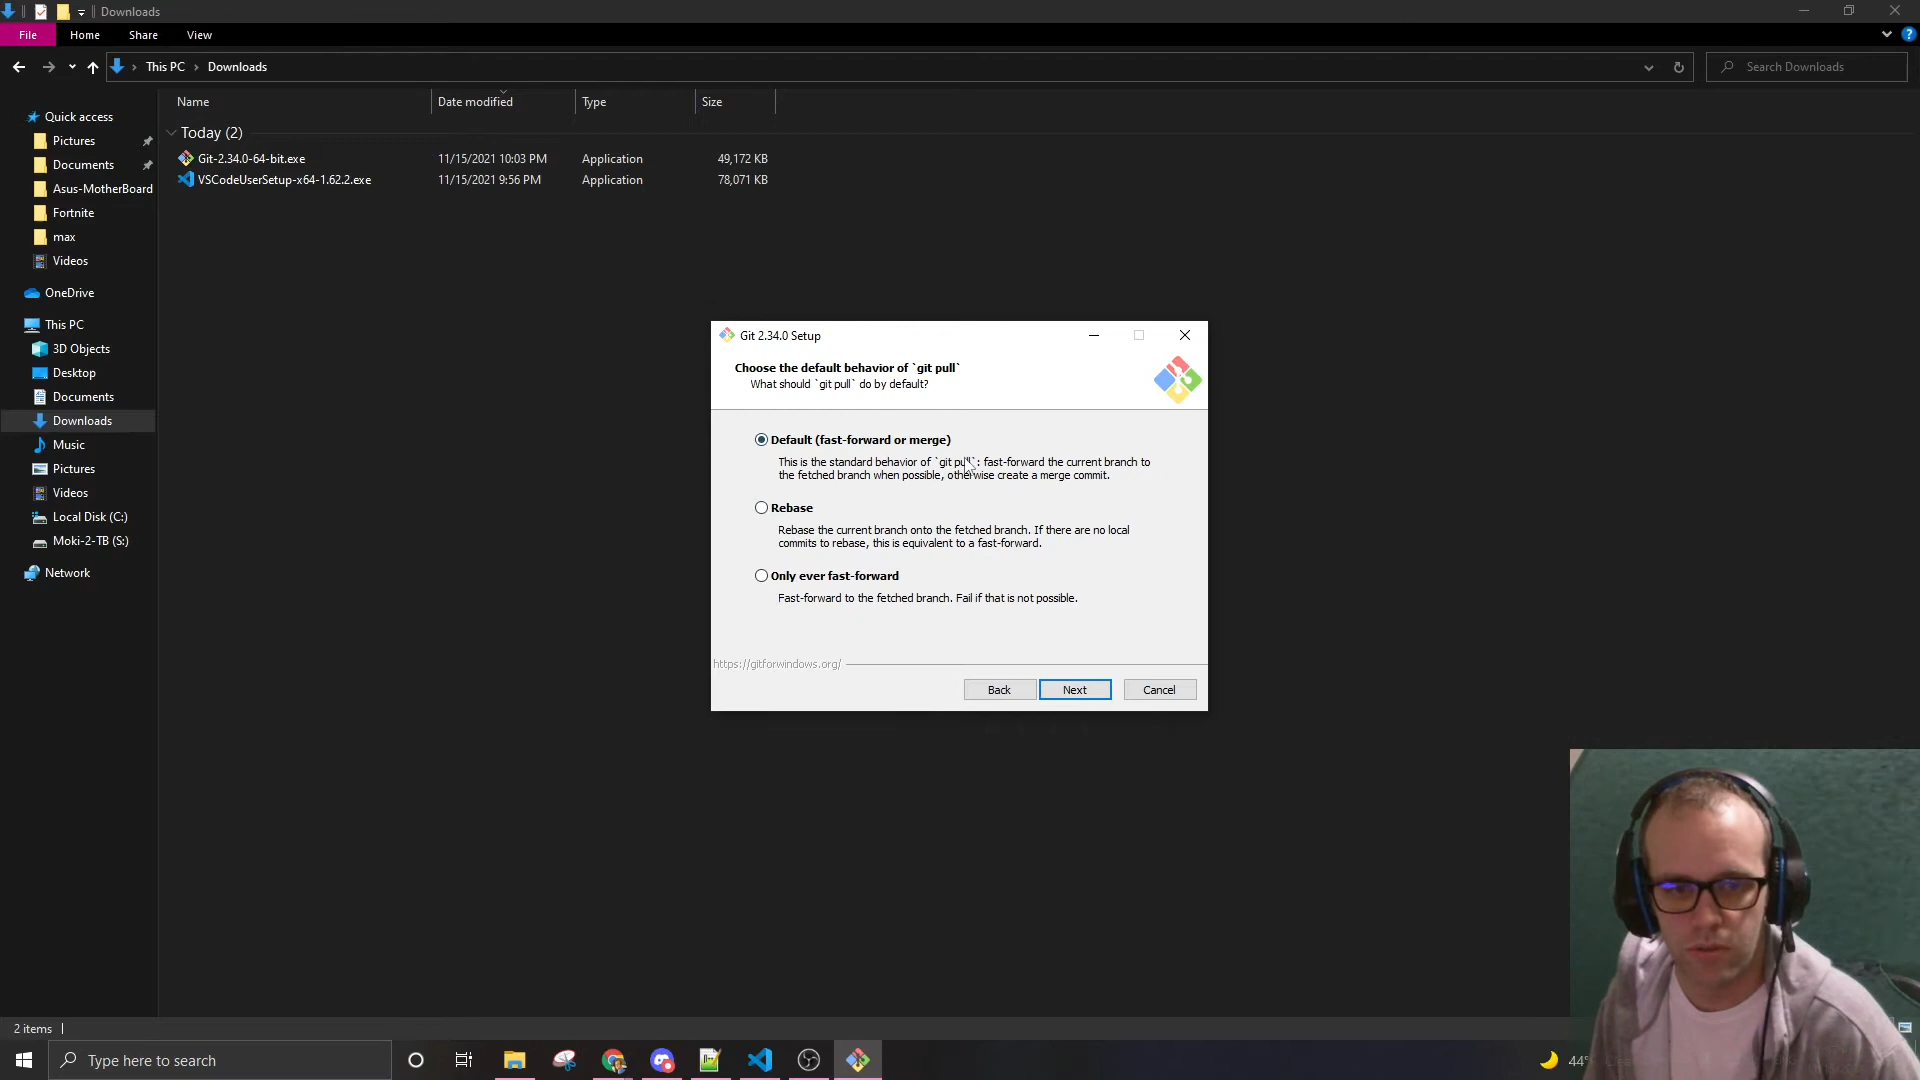 Downloads
File
Home
Share
View
This PC
Downloads
Search Downloads
Name
Date modified
Type
Size
Quick access
Pictures
Documents
Asus-MotherBoard
Fortnite
max
Videos
OneDrive
This PC
3D Objects
Desktop
Documents
Downloads
Music
Pictures
Videos
Local Disk (C:)
Moki-2-TB (S:)
Network
Today (2)
Git-2.34.0-64-bit.exe 11/15/2021 10:03 PM Application 49,172 KB
VSCodeUserSetup-x64-1.62.2.exe 11/15/2021 9:56 PM Application 78,071 KB
Git 2.34.0 Setup
Choose the default behavior of `git pull`
What should `git pull` do by default?
Default (fast-forward or merge)
This is the standard behavior of `git pull`: fast-forward the current branch to
the fetched branch when possible, otherwise create a merge commit.
Rebase
Rebase the current branch onto the fetched branch. If there are no local
commits to rebase, this is equivalent to a fast-forward.
Only ever fast-forward
Fast-forward to the fetched branch. Fail if that is not possible.
https://gitforwindows.org/
Back
Next
Cancel
2 items
Type here to search
44°